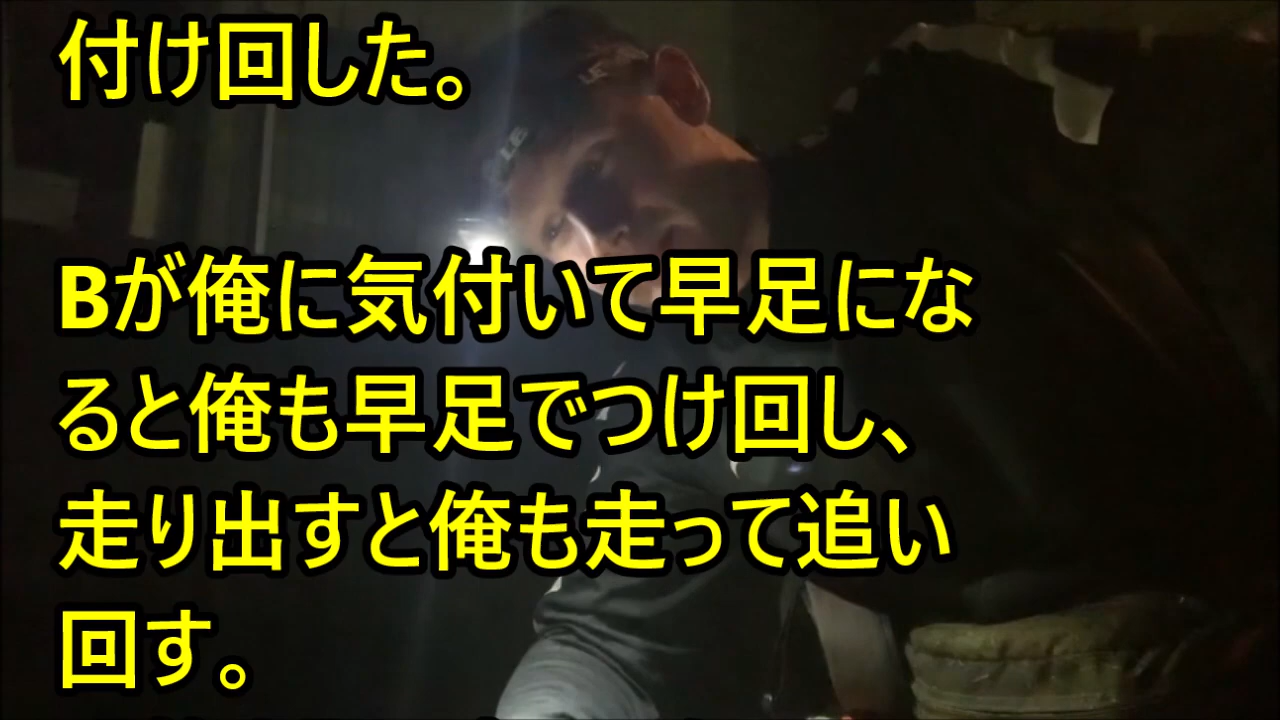 付け回した。
Bが俺に気付いて早足にな
ると俺も早足でつけ回し、
走り出すと俺も走って追い
回す。